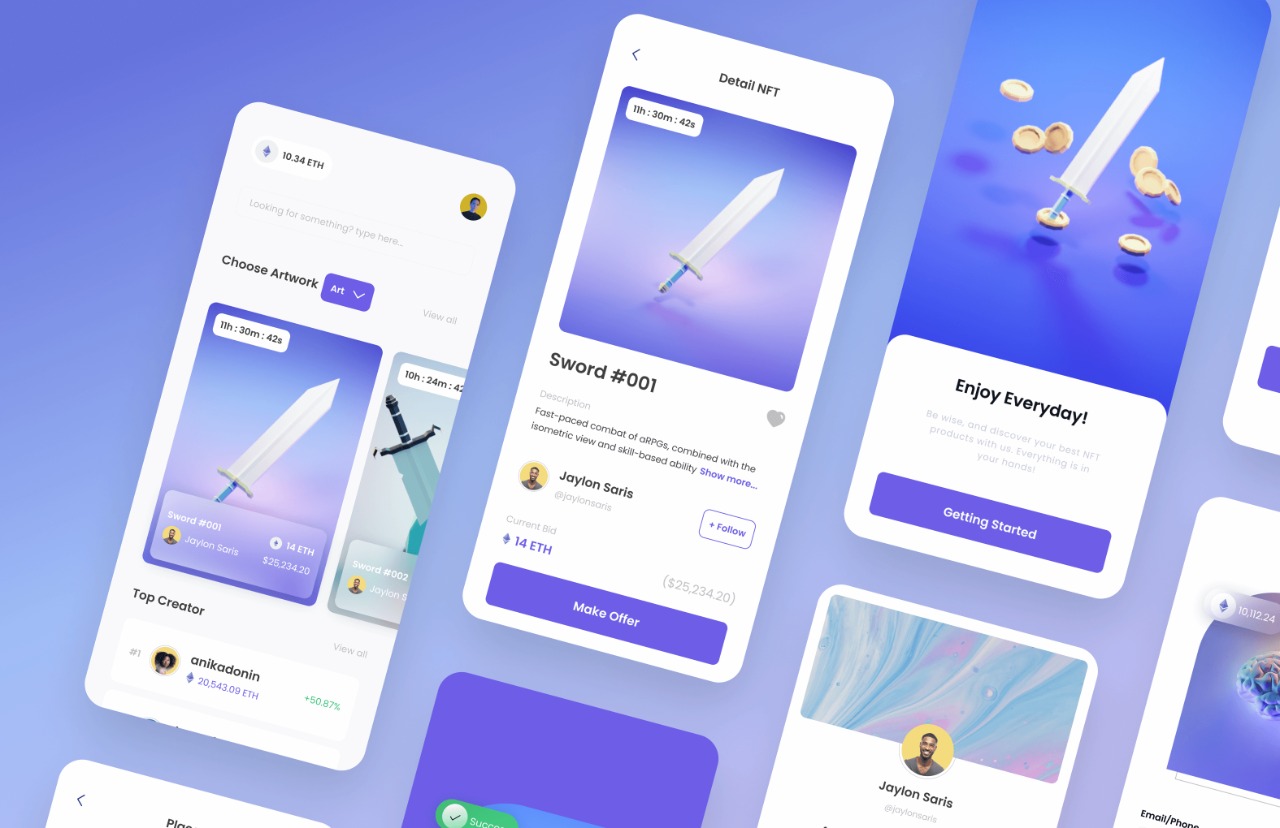 10.34 ETH
Looking for something? type here...
Choose Artwork
Art
View all
11h : 30m : 42s
Sword #001
Jaylon Saris
14 ETH
$25,234.20
10h : 24m : 42
Sword #002
Jaylon S
Top Creator
View all
#1
anikadonin
20,543.09 ETH
+50.87%
Detail NFT
11h : 30m : 42s
Sword #001
Description
Fast-paced combat of aRPGs, combined with the
isometric view and skill-based ability Show more...
Jaylon Saris
@jaylonsaris
+ Follow
Current Bid
14 ETH
($25,234.20)
Make Offer
Enjoy Everyday!
Be wise, and discover your best NFT
products with us. Everything is in
your hands!
Getting Started
Jaylon Saris
@jaylonsaris
10,112.24
Email/Phone